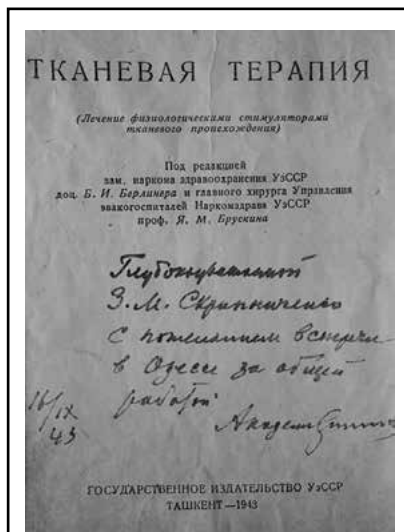 ТКАНЕВАЯ ТЕРАПИЯ
(Лечение физиологическими стимуляторами
тканевого происхождения)
Под редакцией
зам. наркома здравоохранения УзССР
доц. Б. И. Берлинера и главного хирурга Управления
эвакогоспиталей Наркомздрава УзССР
проф. Я. М. Брускина
Глубокоуважаемой
З. М. Скрипниченко
с пожеланием встречи
в Одессе за общей
работой
16/IX
43
ГОСУДАРСТВЕННОЕ ИЗДАТЕЛЬСТВО УзССР
ТАШКЕНТ—1943